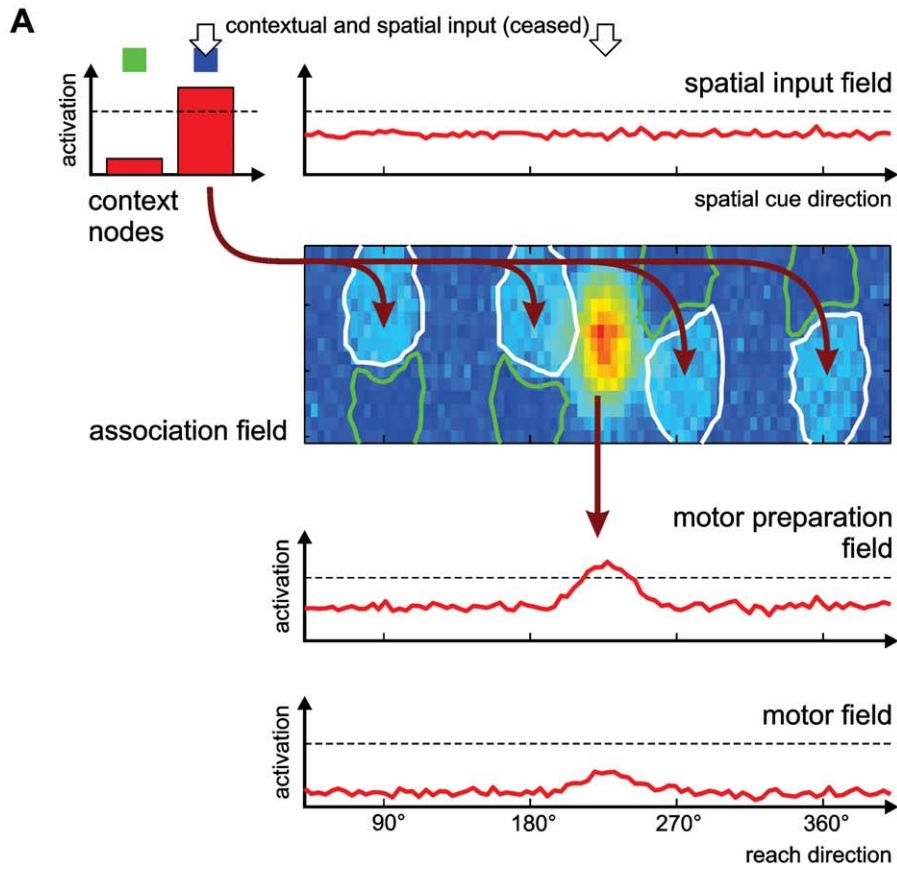 A
contextual and spatial input (ceased)
activation
context
nodes
spatial input field
spatial cue direction
association field
motor preparation
field
activation
motor field
activation
90°
180°
270°
360°
reach direction